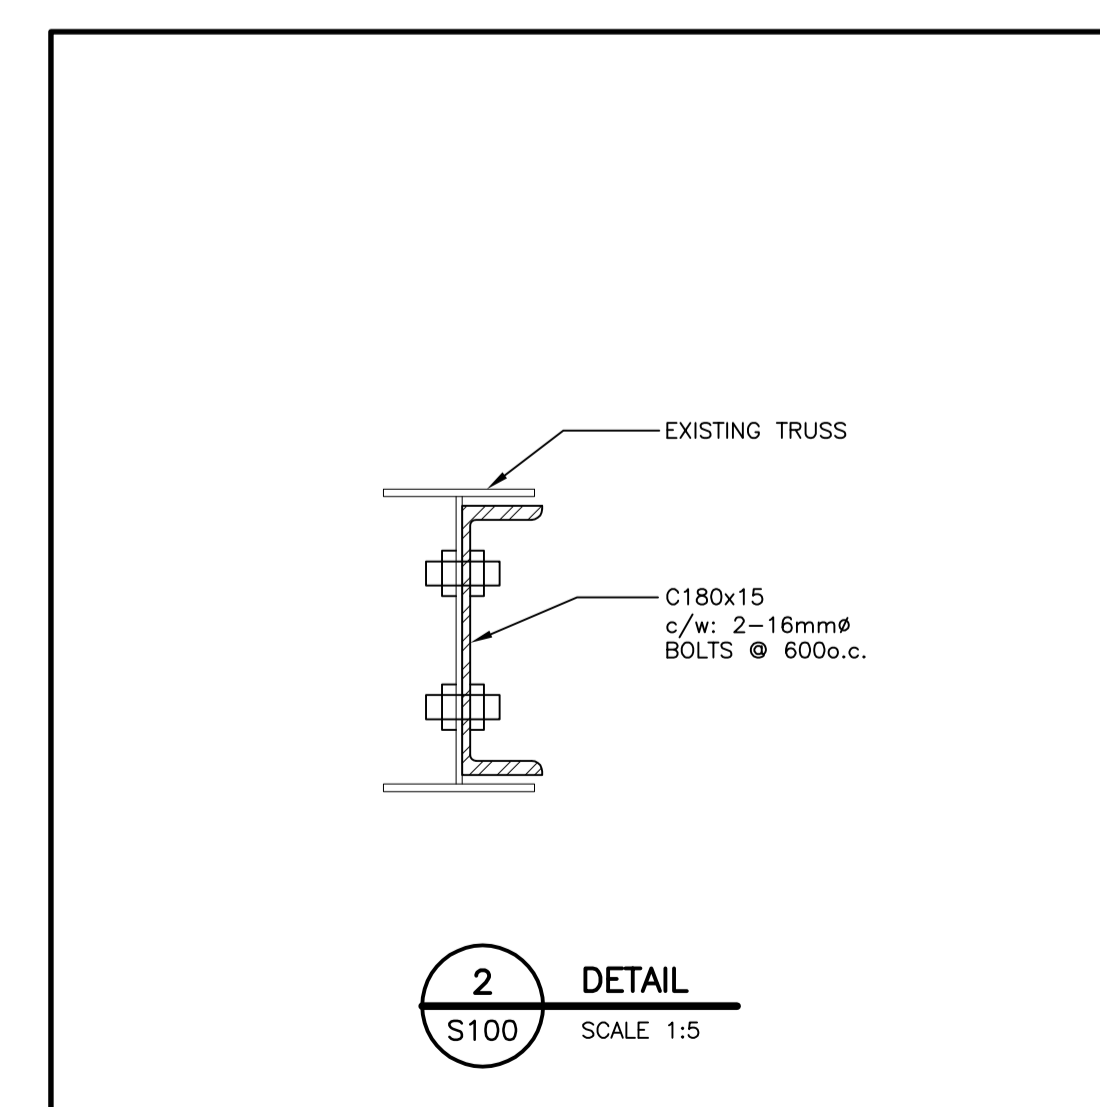 EXISTING TRUSS
C180x15
c/w: 2-16mmø
BOLTS @ 600o.c.
2
DETAIL
S100
SCALE 1:5